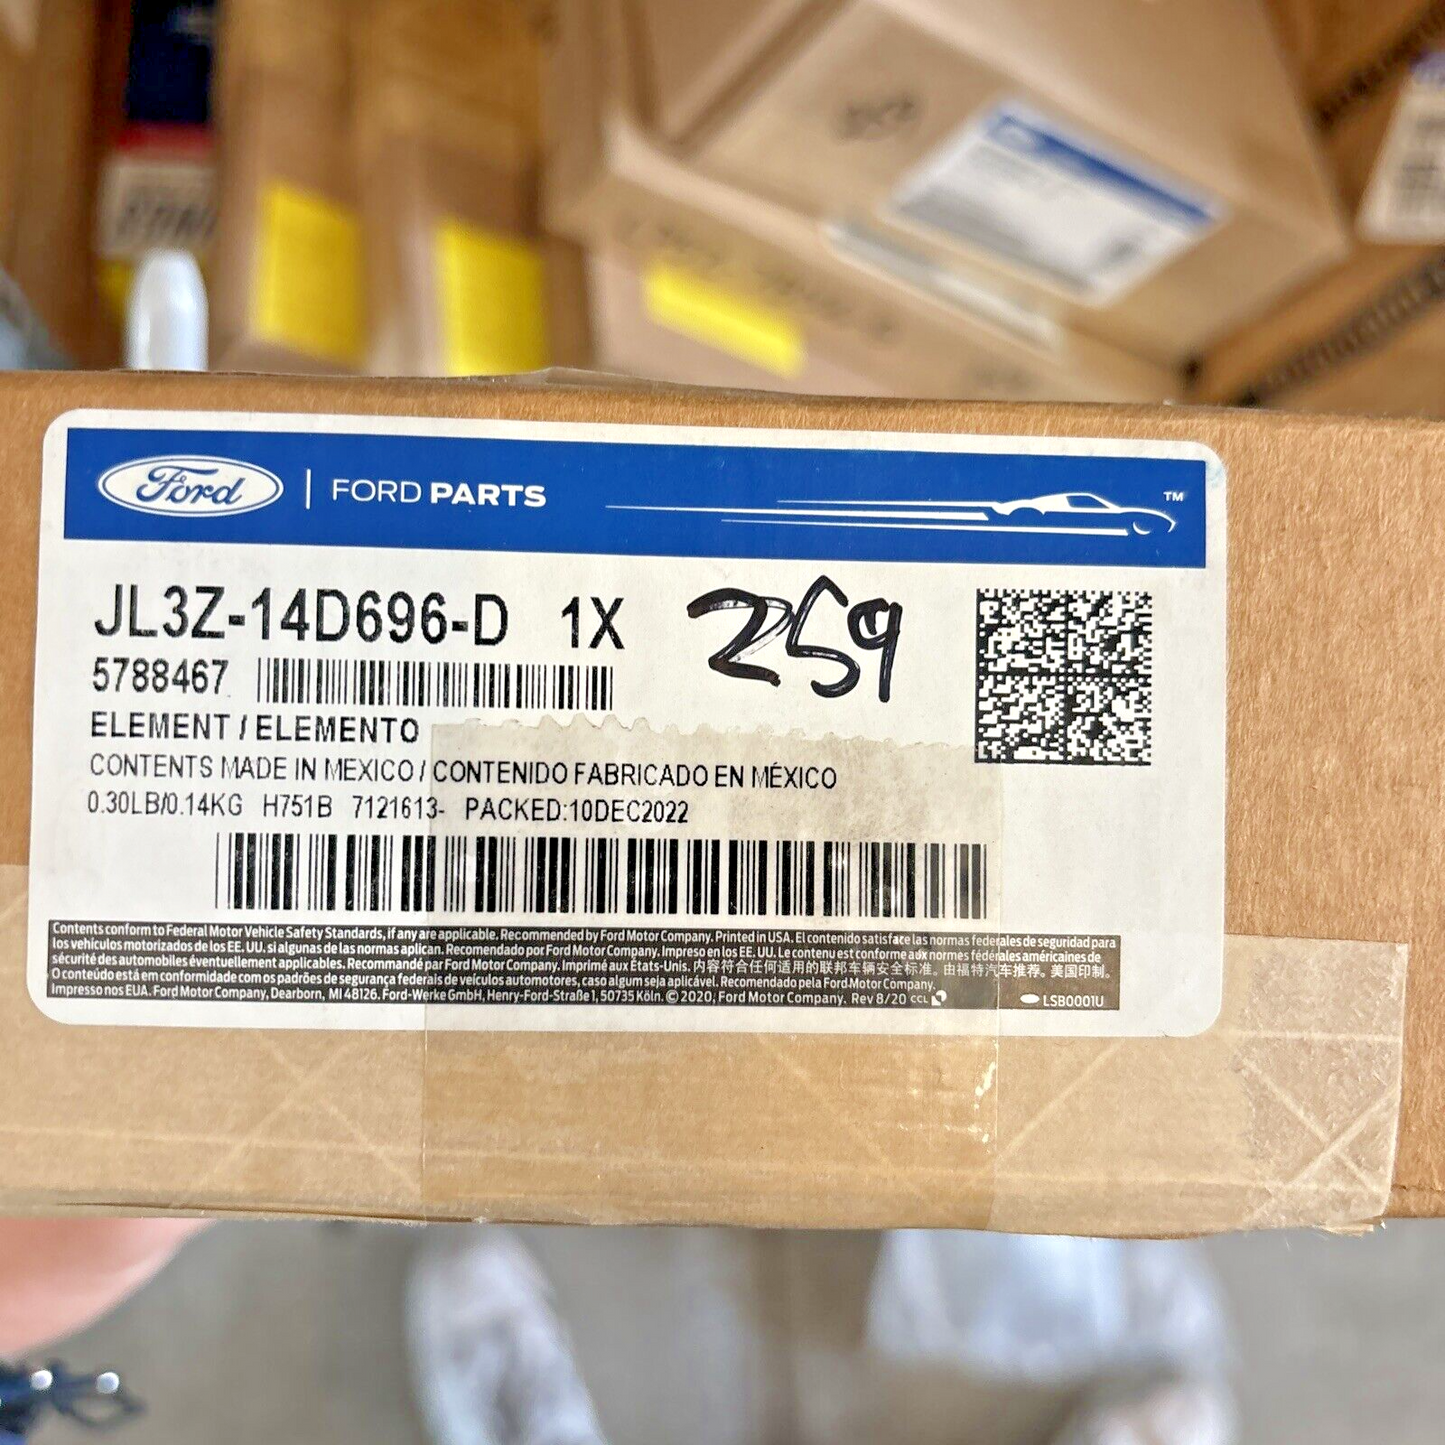 Ford | FORD PARTS ™
JL3Z-14D696-D 1X 259
5788467
ELEMENT / ELEMENTO
CONTENTS MADE IN MEXICO / CONTENIDO FABRICADO EN MÉXICO
0.30LB/0.14KG H751B 7121613- PACKED:10DEC2022
Contents conform to Federal Motor Vehicle Safety Standards, if any are applicable. Recommended by Ford Motor Company. Printed in USA. El contenido satisface las normas federales de seguridad para
los vehículos motorizados de los EE. UU. si algunas de las normas aplican. Recomendado por Ford Motor Company. Impreso en los EE. UU. Le contenu est conforme aux normes fédérales américaines de
sécurité des automobiles éventuellement applicables. Recommandé par Ford Motor Company. Imprimé aux États-Unis. 内容符合任何适用的联邦车辆安全标准。由福特汽车推荐。美国印制。
O conteúdo está em conformidade com os padrões de segurança federais de veículos automotores, caso algum seja aplicável. Recomendado pela Ford Motor Company.
Impresso nos EUA. Ford Motor Company, Dearborn, MI 48126. Ford-Werke GmbH, Henry-Ford-Straße 1, 50735 Köln. © 2020, Ford Motor Company. Rev 8/20 CCL LSB0001U